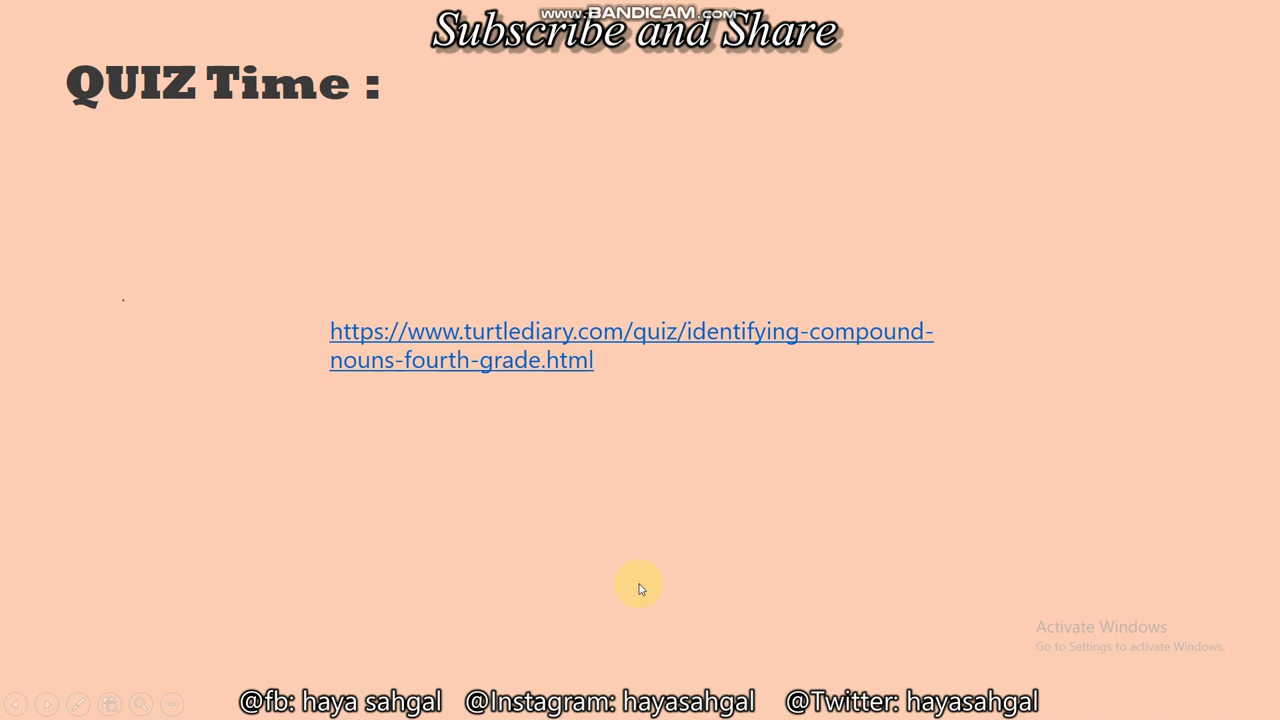 www.BANDICAM.com
Subscribe and Share
QUIZ Time :
https://www.turtlediary.com/quiz/identifying-compound-
nouns-fourth-grade.html
Activate Windows
Go to Settings to activate Windows.
@fb: haya sahgal @Instagram: hayasahgal @Twitter: hayasahgal